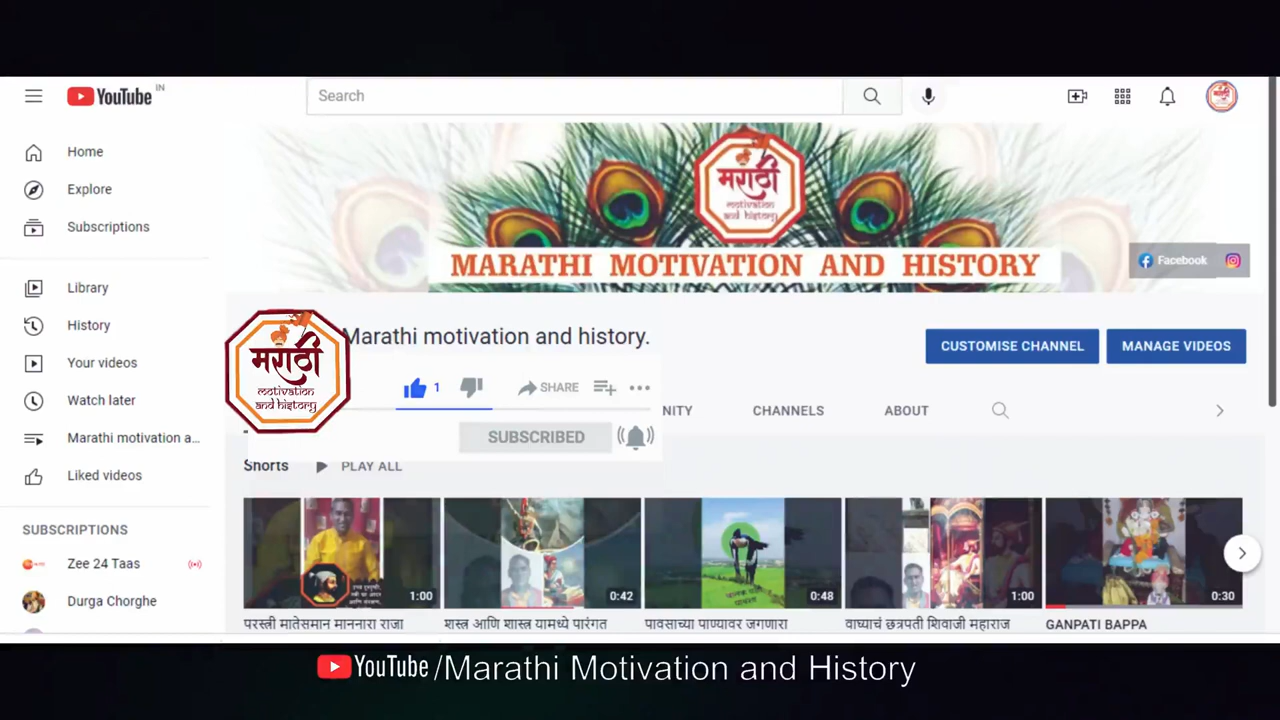 YouTube IN
Search
Home
Explore
Subscriptions
Library
History
Your videos
Watch later
Marathi motivation a...
Liked videos
SUBSCRIPTIONS
Zee 24 Taas
Durga Chorghe
मराठी
motivation
and history
MARATHI MOTIVATION AND HISTORY
Facebook
मराठी
motivation
and history
Marathi motivation and history.
CUSTOMISE CHANNEL
MANAGE VIDEOS
1
SHARE
NITY
CHANNELS
ABOUT
SUBSCRIBED
Shorts
PLAY ALL
1:00
0:42
0:48
1:00
0:30
परस्त्री मातेसमान माननारा राजा
शस्त्र आणि शास्त्र यामध्ये पारंगत
पावसाच्या पाण्यावर जगणारा
वाघाचं छत्रपती शिवाजी महाराज
GANPATI BAPPA
YouTube /Marathi Motivation and History